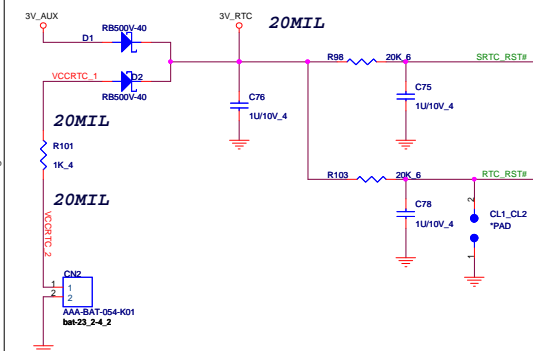 3V_AUX
3V_RTC
20MIL
RB500V-40
D1
R98
20K_6
SRTC_RST#
VCCRTC_1
D2
RB500V-40
C76
1U/10V_4
C75
1U/10V_4
20MIL
R101
1K_4
20MIL
R103
20K_6
RTC_RST#
VCCRTC_2
C78
1U/10V_4
2
1
CL1_CL2
*PAD
CN2
1
2
1
2
AAA-BAT-054-K01
bat-23_2-4_2